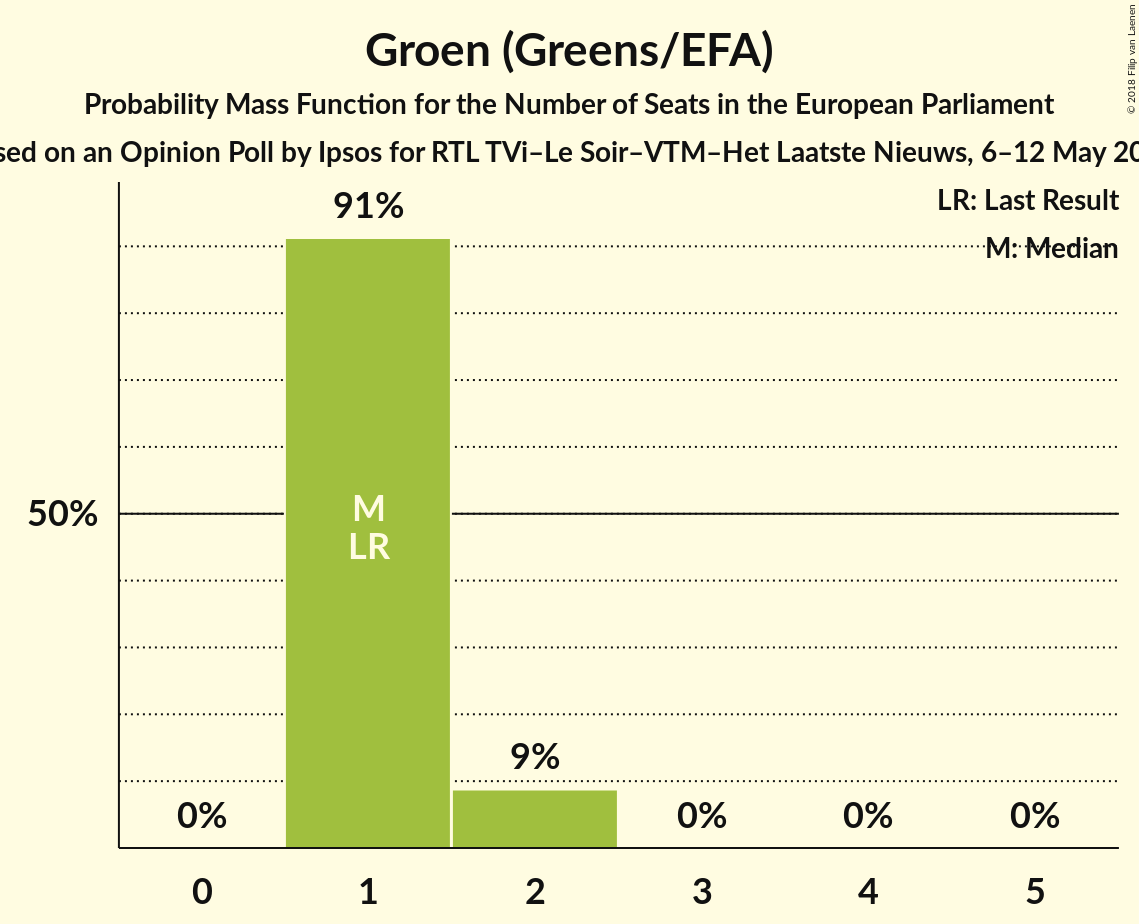 Groen (Greens/EFA)
Probability Mass Function for the Number of Seats in the European Parliament
on an Opinion Poll by Ipsos for RTL TVi–Le Soir–VTM–Het Laatste Nieuws, 6–12 May
© 2018 Filip van Laenen
LR: Last Result
M: Median
91%
50%
M
LR
9%
0%
0%
0%
0%
0
1
2
3
4
5